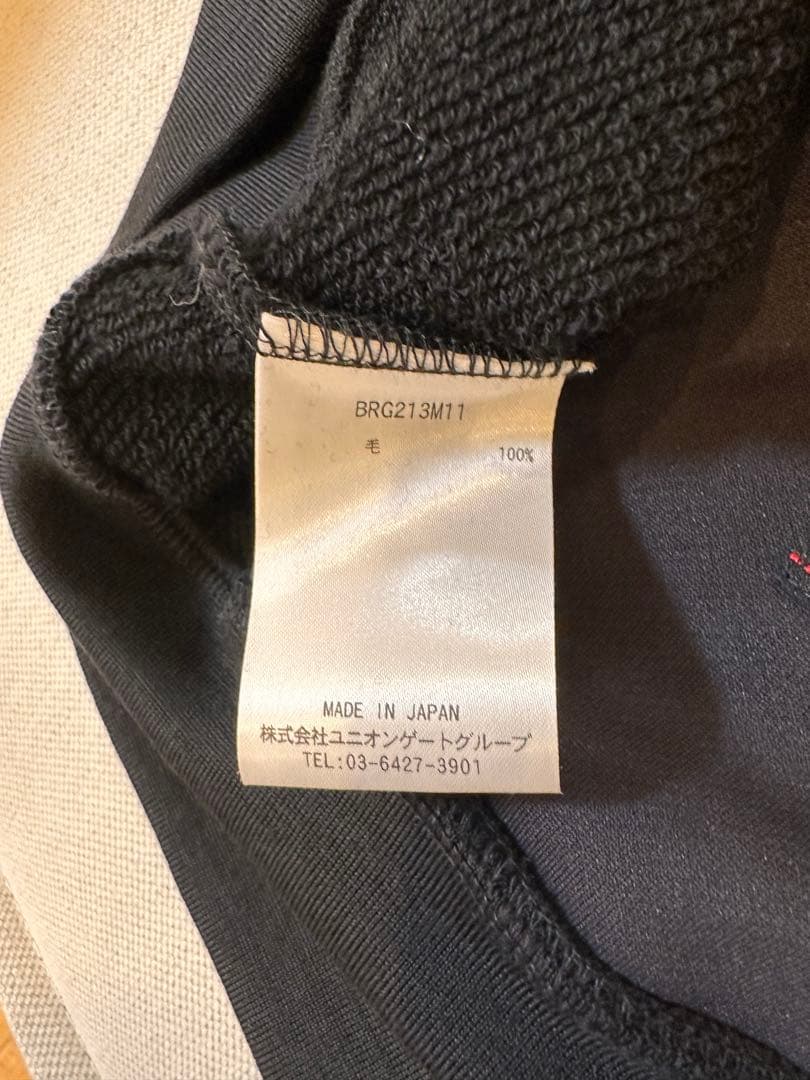 BRG213M11
毛 100%
MADE IN JAPAN
株式会社ユニオンゲートグループ
TEL:03-6427-3901